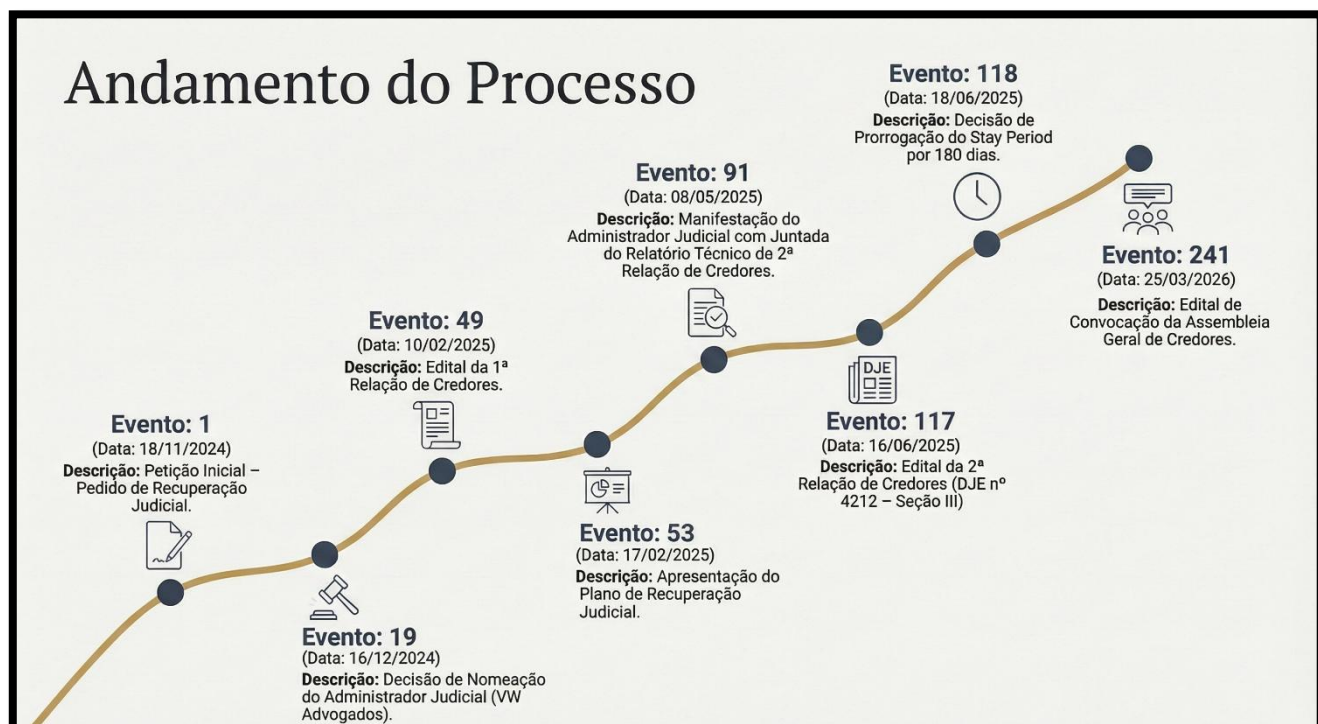 Andamento do Processo
Evento: 1
(Data: 18/11/2024)
Descrição: Petição Inicial –
Pedido de Recuperação
Judicial.
Evento: 19
(Data: 16/12/2024)
Descrição: Decisão de Nomeação
do Administrador Judicial (VW
Advogados).
Evento: 49
(Data: 10/02/2025)
Descrição: Edital da 1ª
Relação de Credores.
Evento: 53
(Data: 17/02/2025)
Descrição: Apresentação do
Plano de Recuperação
Judicial.
Evento: 91
(Data: 08/05/2025)
Descrição: Manifestação do
Administrador Judicial com Juntada
do Relatório Técnico de 2ª
Relação de Credores.
DJE
Evento: 117
(Data: 16/06/2025)
Descrição: Edital da 2ª
Relação de Credores (DJE nº
4212 – Seção III)
Evento: 118
(Data: 18/06/2025)
Descrição: Decisão de
Prorrogação do Stay Period
por 180 dias.
Evento: 241
(Data: 25/03/2026)
Descrição: Edital de
Convocação da Assembleia
Geral de Credores.